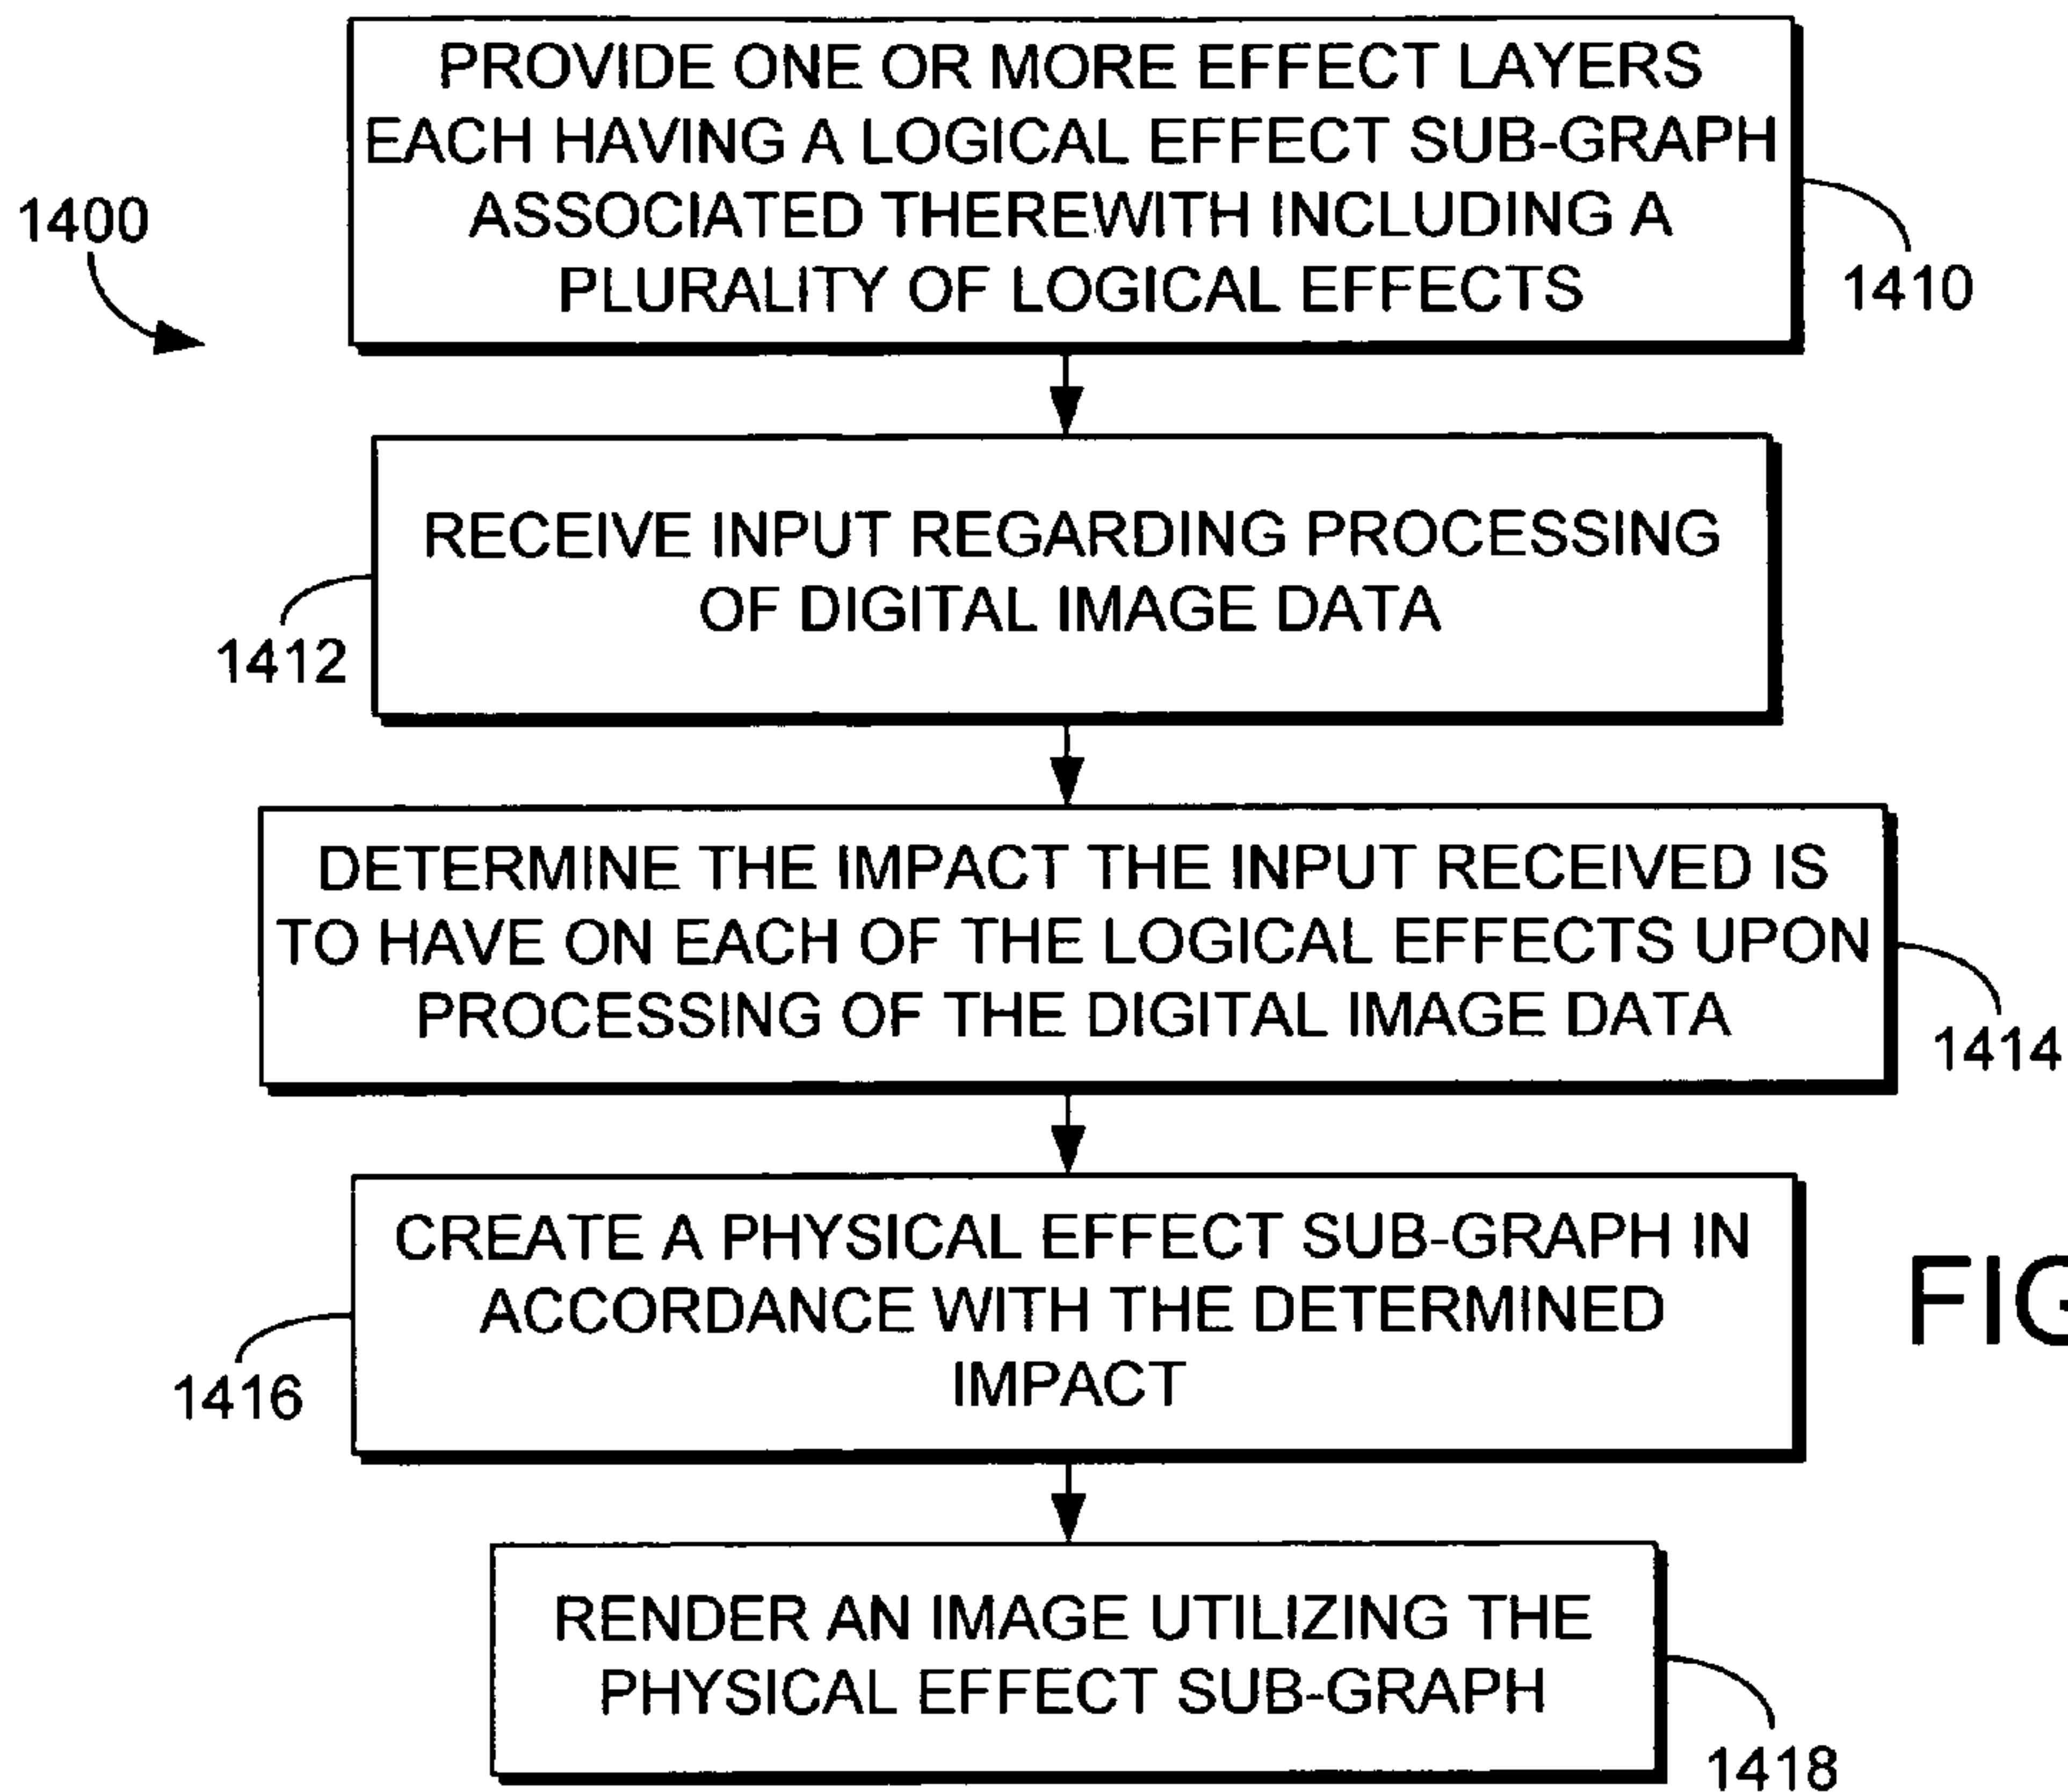 PROVIDE ONE OR MORE EFFECT LAYERS
EACH HAVING A LOGICAL EFFECT SUB-GRAPH
ASSOCIATED THEREWITH INCLUDING A
PLURALITY OF LOGICAL EFFECTS
1400
1410
RECEIVE INPUT REGARDING PROCESSING
OF DIGITAL IMAGE DATA
1412
DETERMINE THE IMPACT THE INPUT RECEIVED IS
TO HAVE ON EACH OF THE LOGICAL EFFECTS UPON
PROCESSING OF THE DIGITAL IMAGE DATA
1414
CREATE A PHYSICAL EFFECT SUB-GRAPH IN
ACCORDANCE WITH THE DETERMINED
IMPACT
1416
FIG
RENDER AN IMAGE UTILIZING THE
PHYSICAL EFFECT SUB-GRAPH
1418